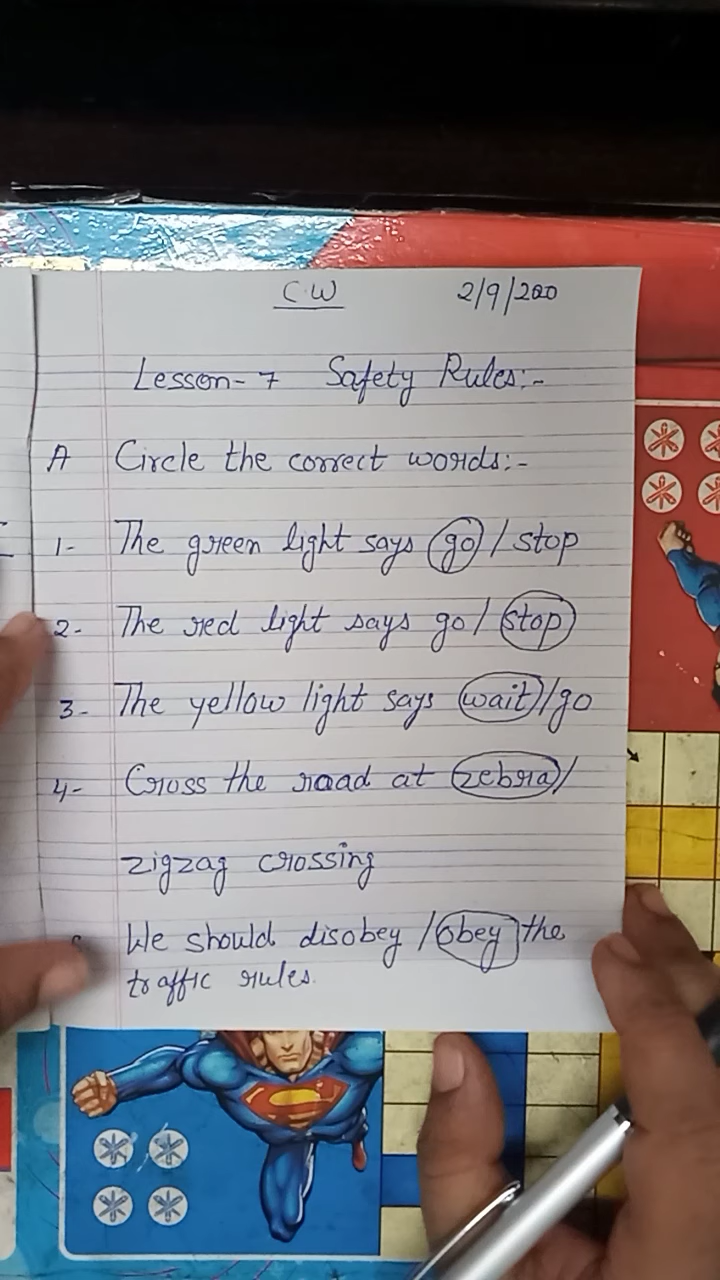 C.W 2/9/2020
Lesson-7 Safety Rules:-
A Circle the correct words:-
1- The green light says go / stop
2- The red light says go / stop
3- The yellow light says wait / go
4- Cross the road at zebra /
zigzag crossing
We should disobey / obey the
traffic rules.